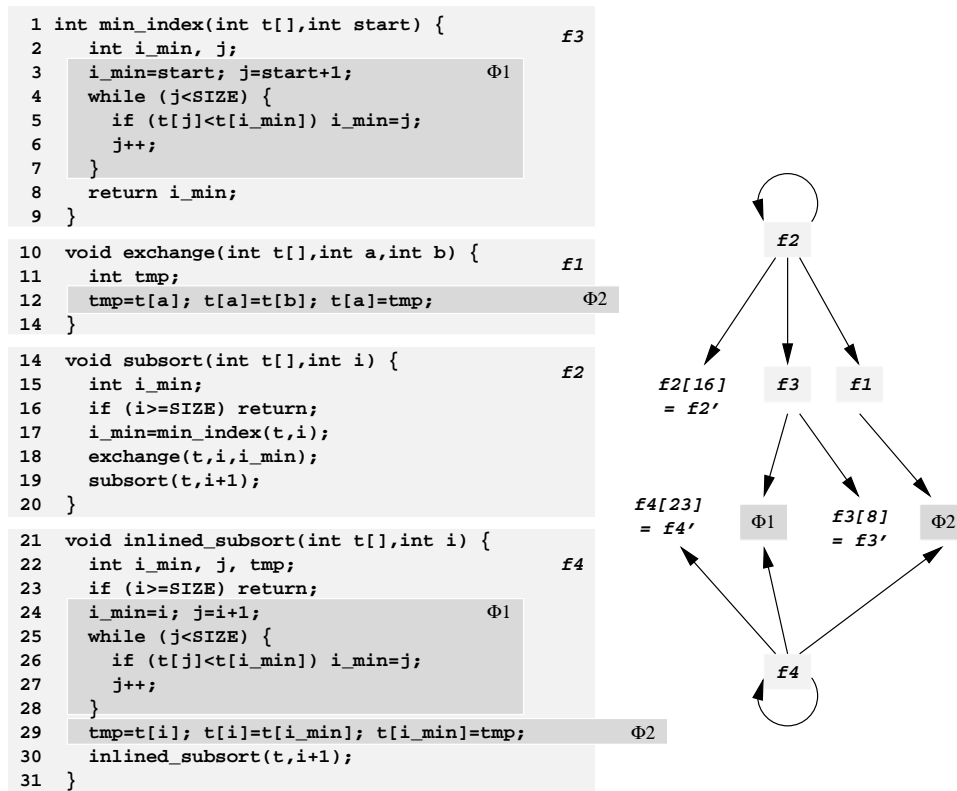 1 int min_index(int t[],int start) { f3
2 int i_min, j;
3 i_min=start; j=start+1; Φ1
4 while (j<SIZE) {
5 if (t[j]<t[i_min]) i_min=j;
6 j++;
7 }
8 return i_min;
9 }
10 void exchange(int t[],int a,int b) { f1
11 int tmp;
12 tmp=t[a]; t[a]=t[b]; t[a]=tmp; Φ2
14 }
14 void subsort(int t[],int i) { f2
15 int i_min;
16 if (i>=SIZE) return;
17 i_min=min_index(t,i);
18 exchange(t,i,i_min);
19 subsort(t,i+1);
20 }
21 void inlined_subsort(int t[],int i) {
22 int i_min, j, tmp; f4
23 if (i>=SIZE) return;
24 i_min=i; j=i+1; Φ1
25 while (j<SIZE) {
26 if (t[j]<t[i_min]) i_min=j;
27 j++;
28 }
29 tmp=t[i]; t[i]=t[i_min]; t[i_min]=tmp; Φ2
30 inlined_subsort(t,i+1);
31 }
f2
f2[16]
= f2’
f3
f1
f4[23]
= f4’
Φ1
f3[8]
= f3’
Φ2
f4